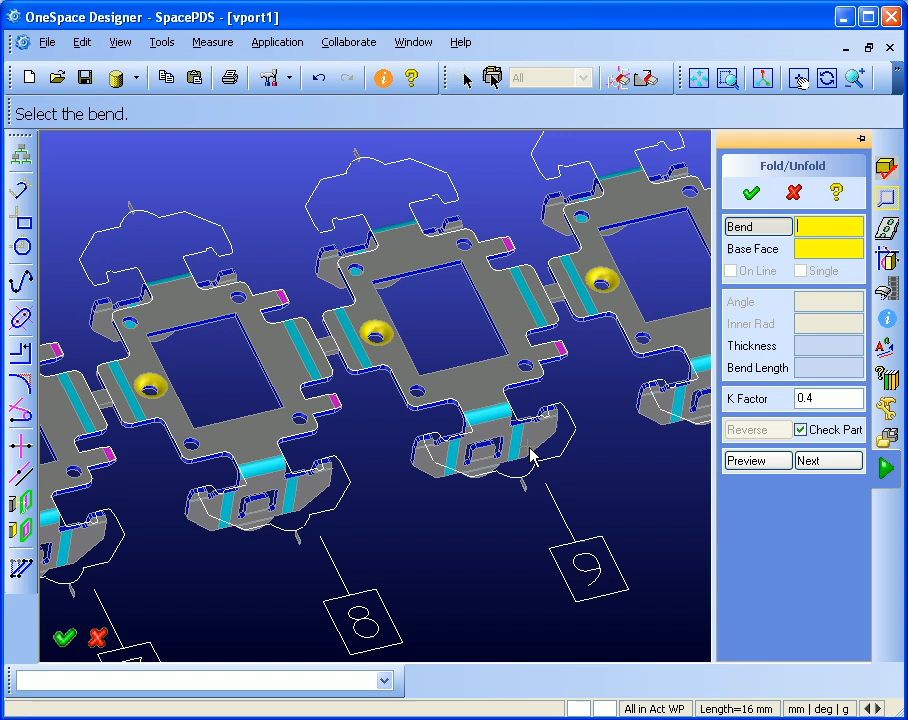 OneSpace Designer - SpacePDS - [vport1]
File Edit View Tools Measure Application Collaborate Window Help
All
Select the bend.
Fold/Unfold
Bend
Base Face
On Line Single
Angle
Inner Rad
Thickness
Bend Length
K Factor 0.4
Reverse Check Part
Preview Next
9
8
All in Act WP Length=16 mm mm | deg | g